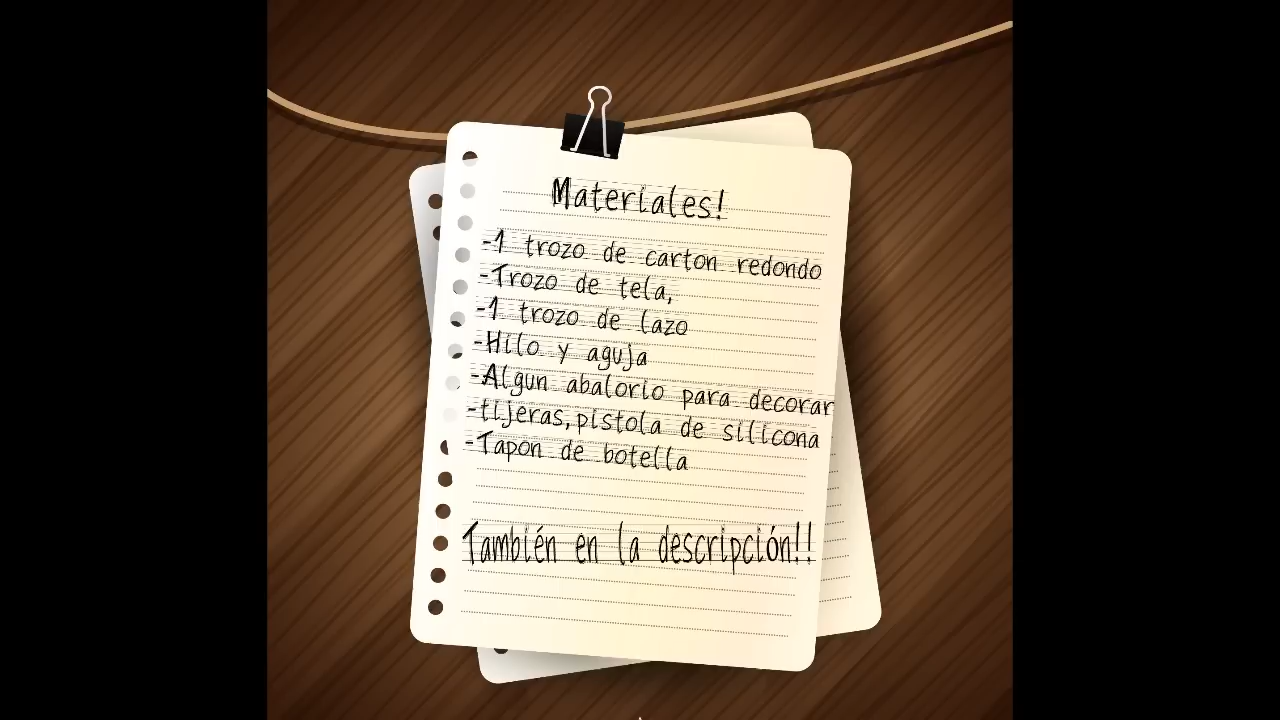 Materiales!
-1 trozo de carton redondo
-Trozo de tela,
-1 trozo de lazo
-Hilo y aguja
-Algun abalorio para decorar
-tijeras,pistola de silicona
-Tapon de botella
También en la descripción!!